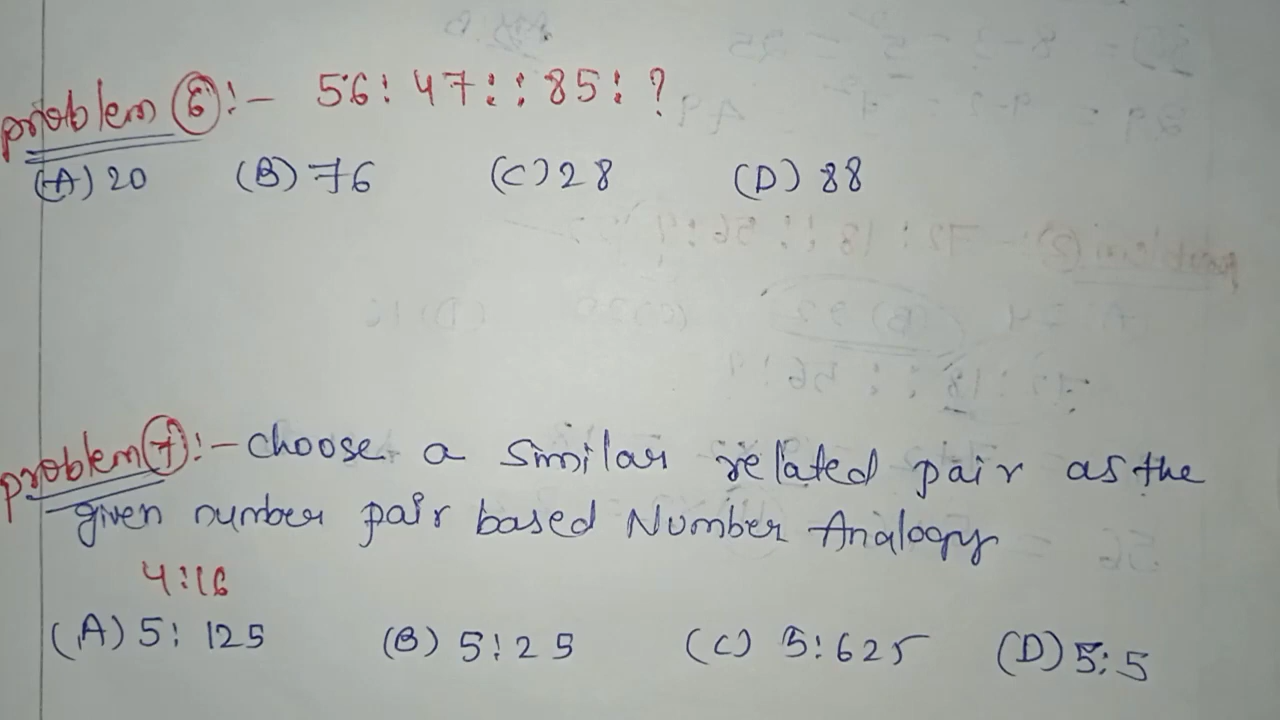 problem (6):- 56:47::85:?
(A) 20 (B) 76 (C) 28 (D) 88
problem (7):- choose a similar related pair as the
given number pair based Number Analogy
4:16
(A) 5: 125 (B) 5:25 (C) 5:625 (D) 5:5